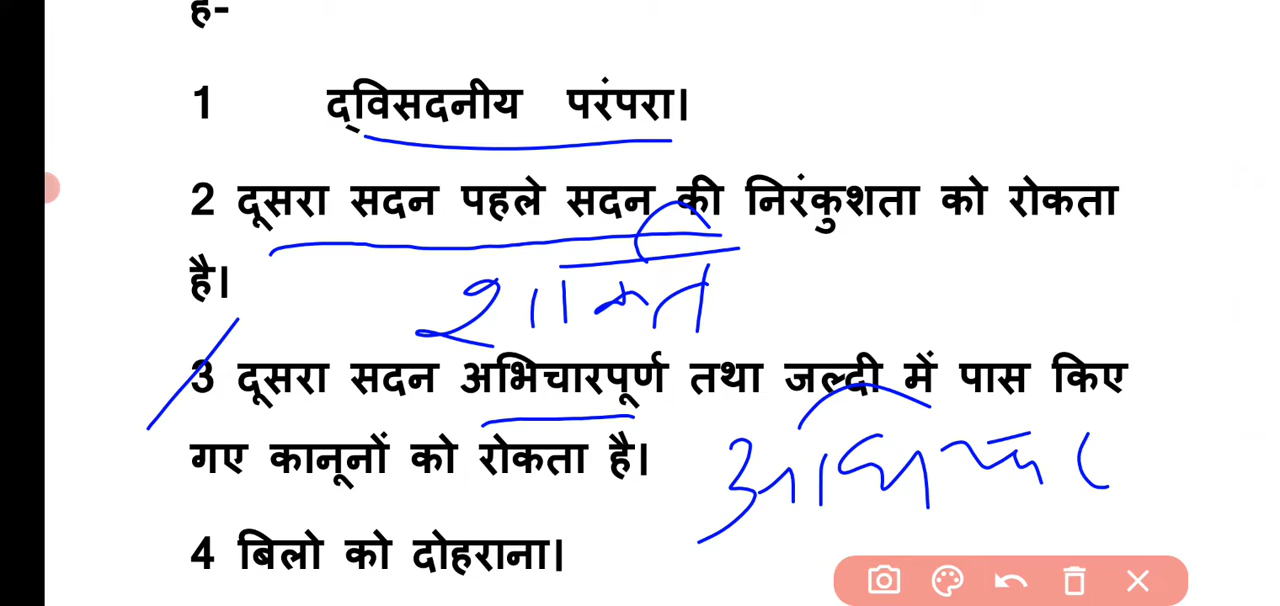 है-
1 द्विसदनीय परंपरा।
2 दूसरा सदन पहले सदन की निरंकुशता को रोकता
है।
3 दूसरा सदन अभिचारपूर्ण तथा जल्दी में पास किए
गए कानूनों को रोकता है।
4 बिलो को दोहराना।